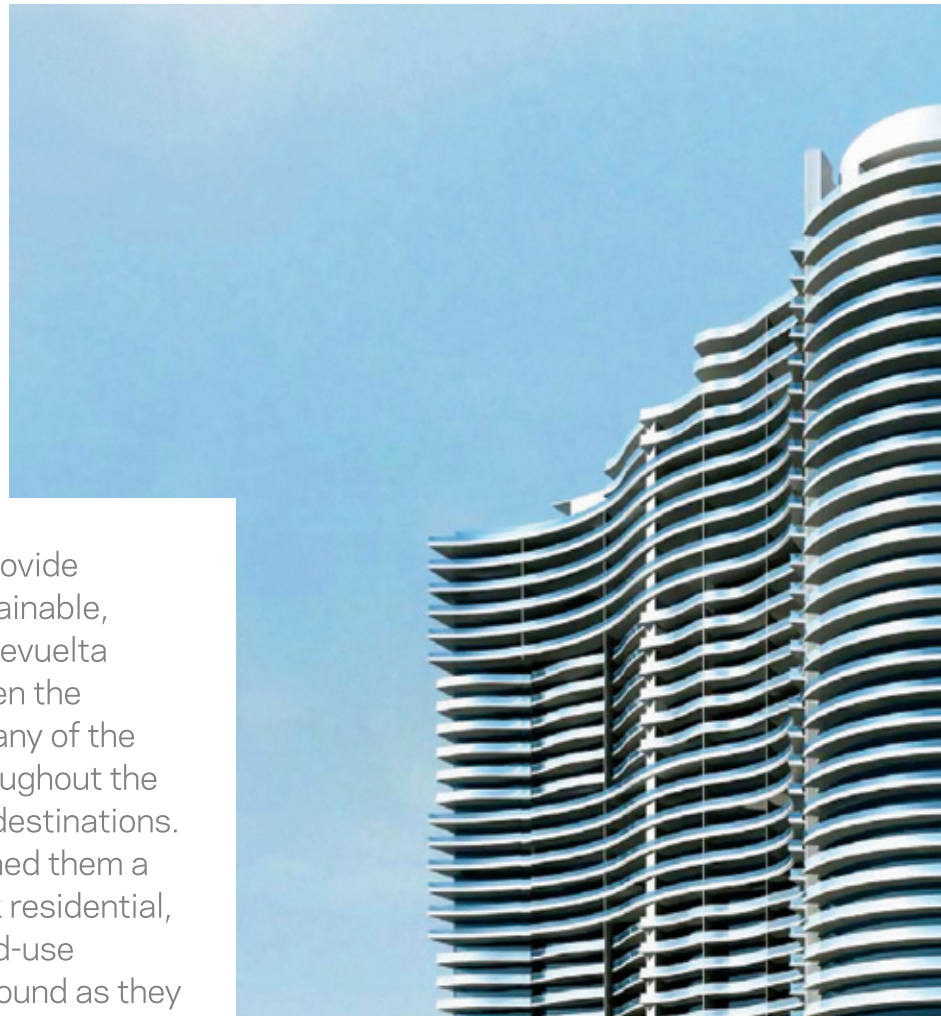 ovide
ainable,
evuelta
en the
any of the
ughout the
destinations.
ned them a
residential,
d-use
ound as they